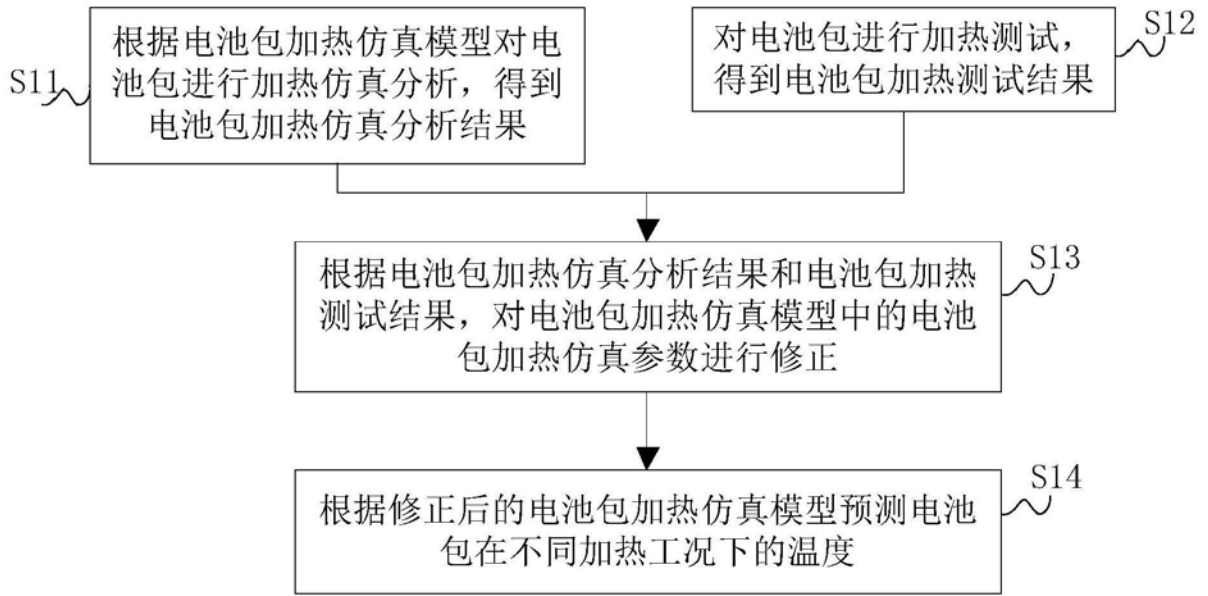 S11
根据电池包加热仿真模型对电
池包进行加热仿真分析，得到
电池包加热仿真分析结果
S12
对电池包进行加热测试，
得到电池包加热测试结果
S13
根据电池包加热仿真分析结果和电池包加热
测试结果，对电池包加热仿真模型中的电池
包加热仿真参数进行修正
S14
根据修正后的电池包加热仿真模型预测电池
包在不同加热工况下的温度